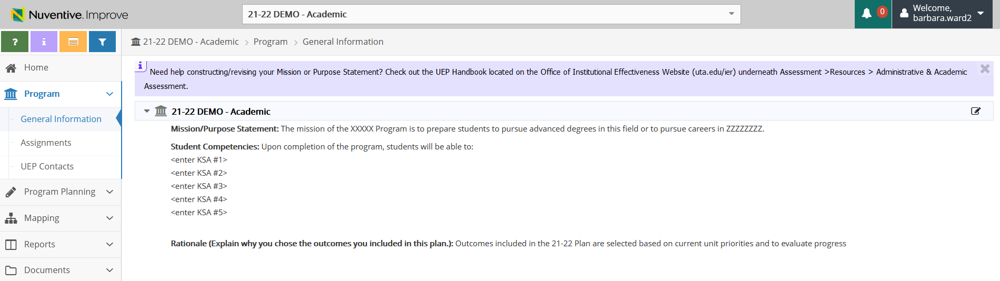 Nuventive Improve
21-22 DEMO - Academic
0
Welcome,
barbara.ward2
?
i
21-22 DEMO - Academic > Program > General Information
Home
Program
General Information
Assignments
UEP Contacts
Program Planning
Mapping
Reports
Documents
i
Need help constructing/revising your Mission or Purpose Statement? Check out the UEP Handbook located on the Office of Institutional Effectiveness Website (uta.edu/ier) underneath Assessment >Resources > Administrative & Academic
Assessment.
21-22 DEMO - Academic
Mission/Purpose Statement: The mission of the XXXXX Program is to prepare students to pursue advanced degrees in this field or to pursue careers in ZZZZZZZZ.
Student Competencies: Upon completion of the program, students will be able to:
<enter KSA #1>
<enter KSA #2>
<enter KSA #3>
<enter KSA #4>
<enter KSA #5>
Rationale (Explain why you chose the outcomes you included in this plan.): Outcomes included in the 21-22 Plan are selected based on current unit priorities and to evaluate progress